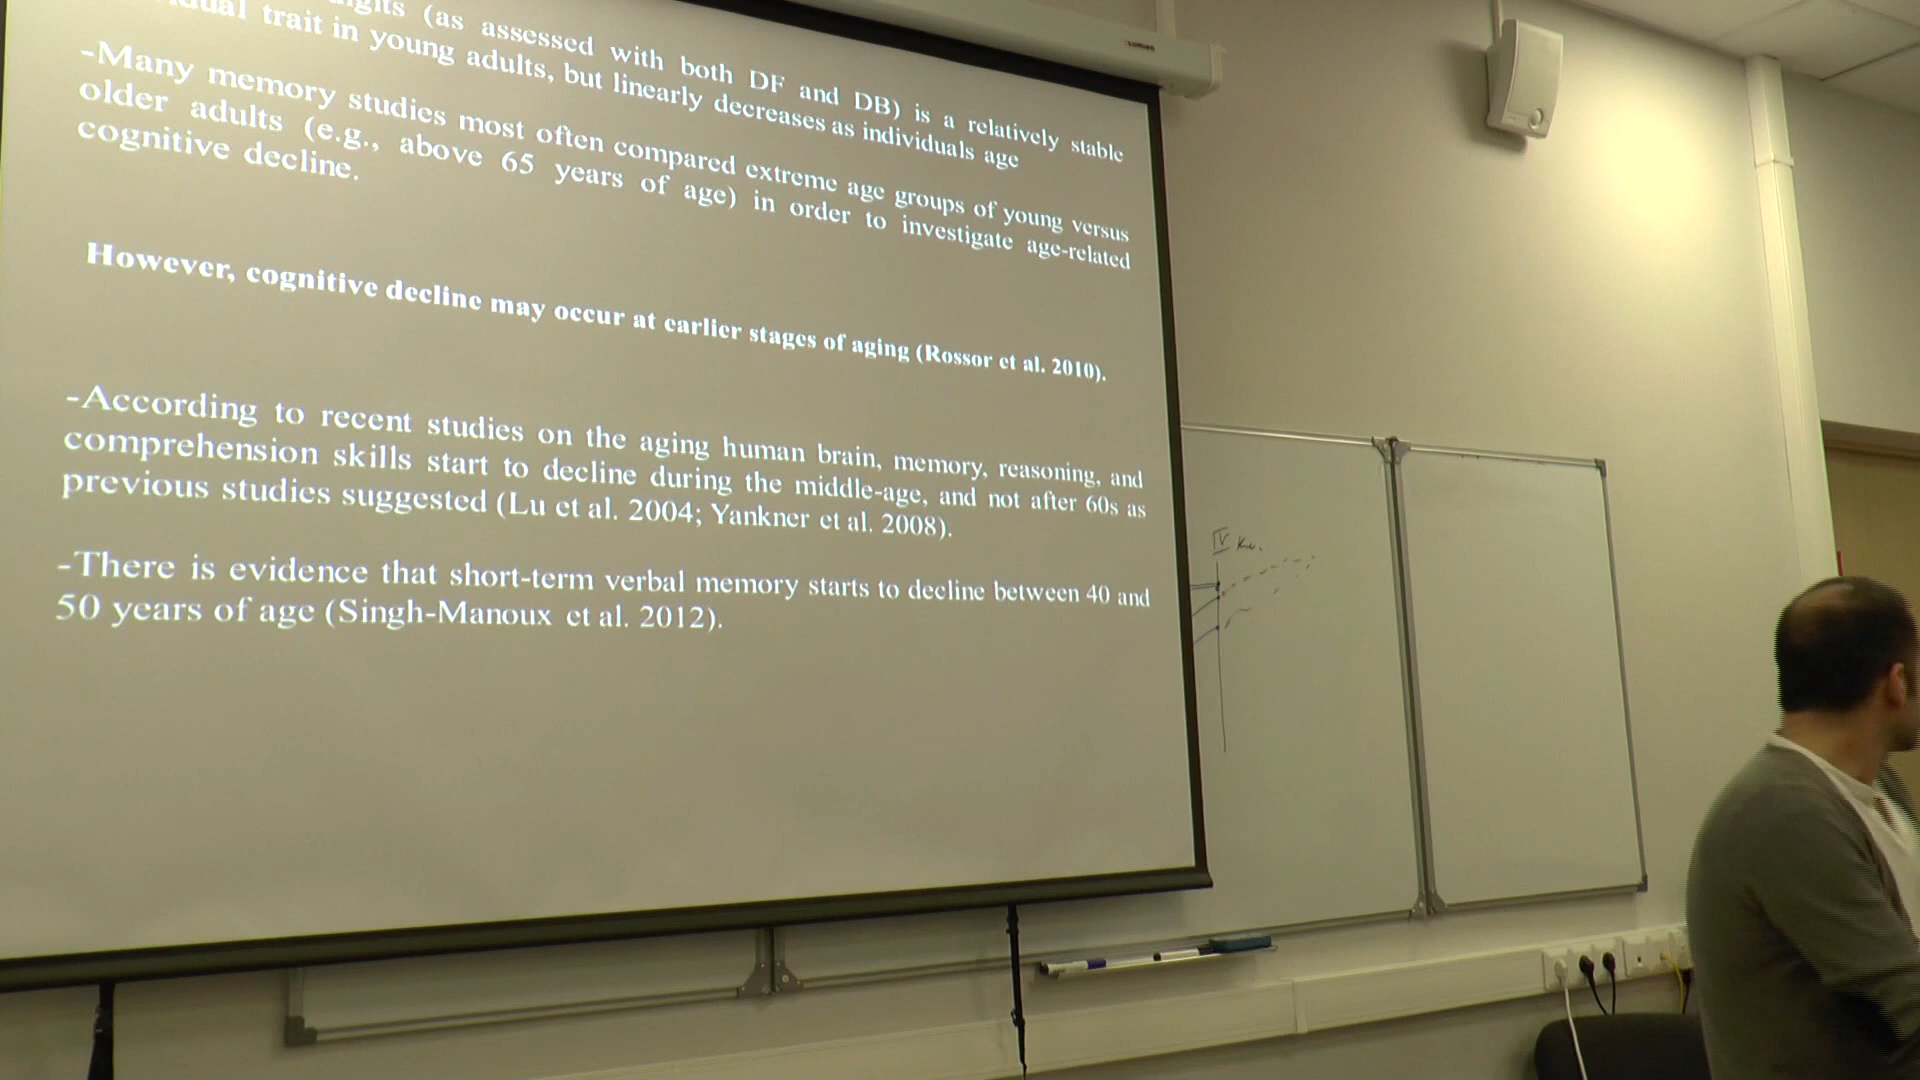 (as assessed with both DF and DB) is a relatively stable
trait in young adults, but linearly decreases as individuals age
-Many memory studies most often compared extreme age groups of young versus
older adults (e.g., above 65 years of age) in order to investigate age-related
cognitive decline.
However, cognitive decline may occur at earlier stages of aging (Rossor et al. 2010).
-According to recent studies on the aging human brain, memory, reasoning, and
comprehension skills start to decline during the middle-age, and not after 60s as
previous studies suggested (Lu et al. 2004; Yankner et al. 2008).
-There is evidence that short-term verbal memory starts to decline between 40 and
50 years of age (Singh-Manoux et al. 2012).